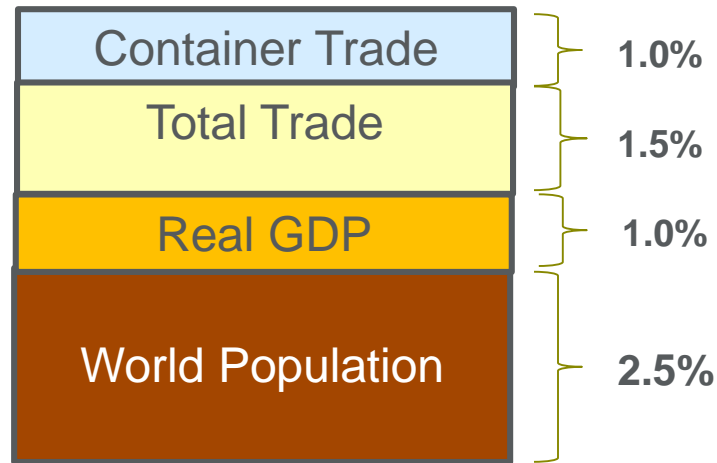 Container Trade
1.0%
Total Trade
1.5%
Real GDP
1.0%
World Population
2.5%